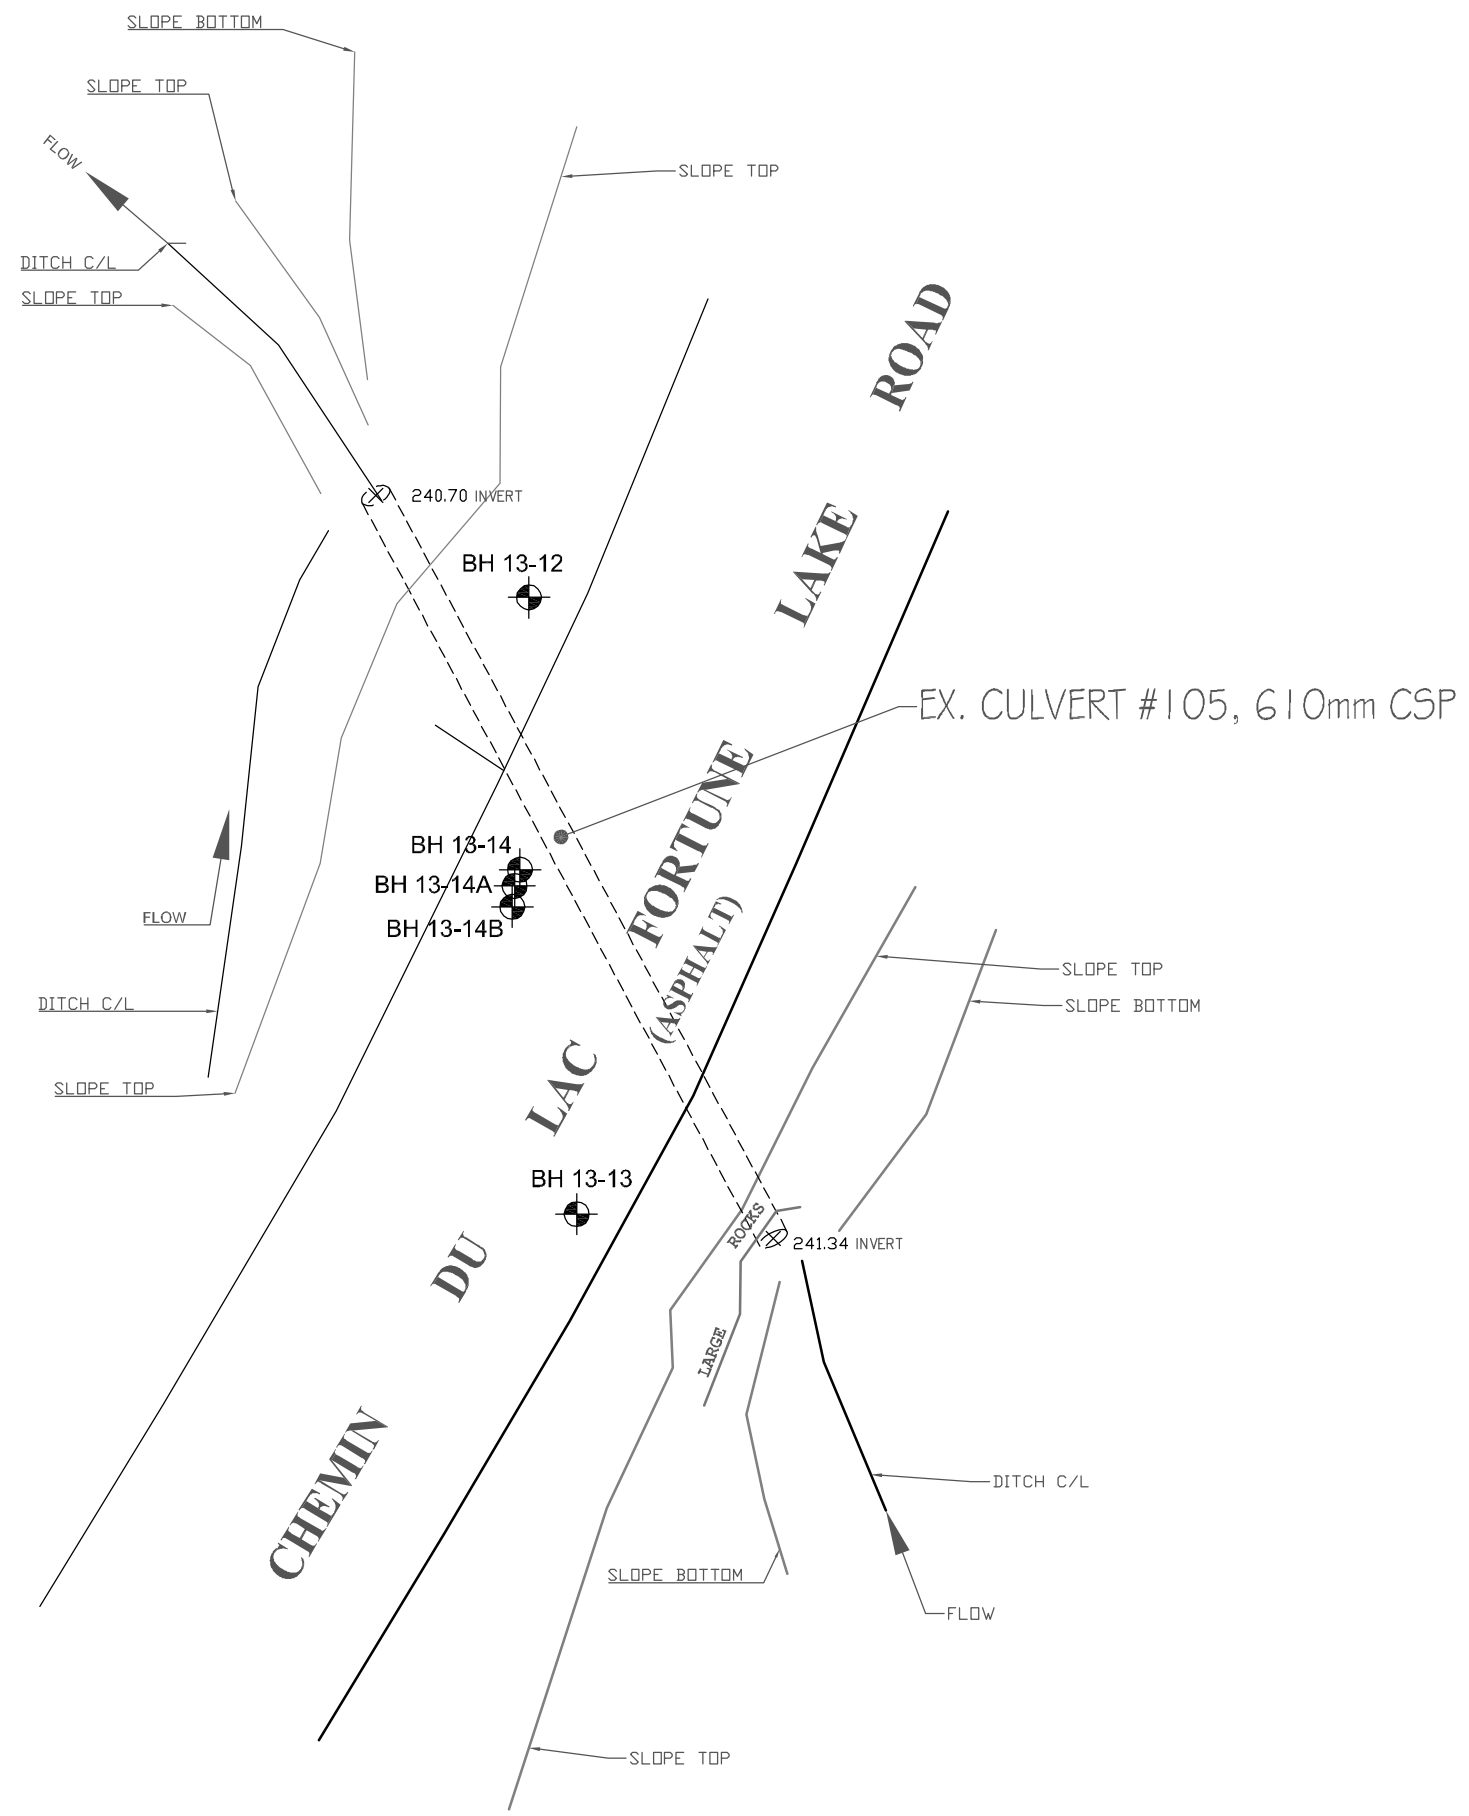 SLOPE BOTTOM
SLOPE TOP
FLOW
SLOPE TOP
DITCH C/L
SLOPE TOP
240.70 INVERT
BH 13-12
EX. CULVERT #105, 610mm CSP
BH 13-14
BH 13-14A
BH 13-14B
FLOW
DITCH C/L
SLOPE TOP
CHEMIN DU LAC FORTUNE LAKE ROAD
(ASPHALT)
SLOPE TOP
SLOPE BOTTOM
BH 13-13
LARGE ROCKS
241.34 INVERT
DITCH C/L
SLOPE BOTTOM
FLOW
SLOPE TOP